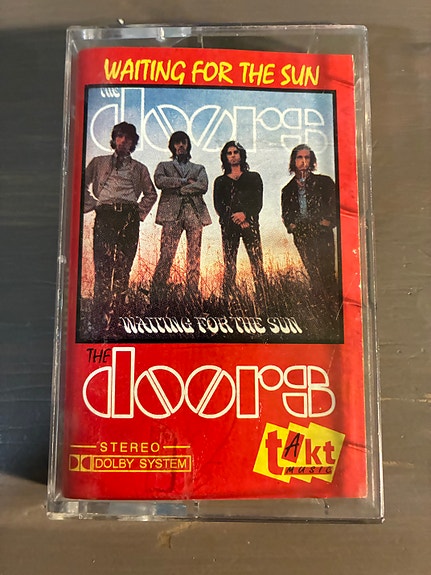 WAITING FOR THE SUN
THE
doors
WAITING FOR THE SUN
THE
doors
STEREO
DOLBY SYSTEM
tAkt
MUSIC